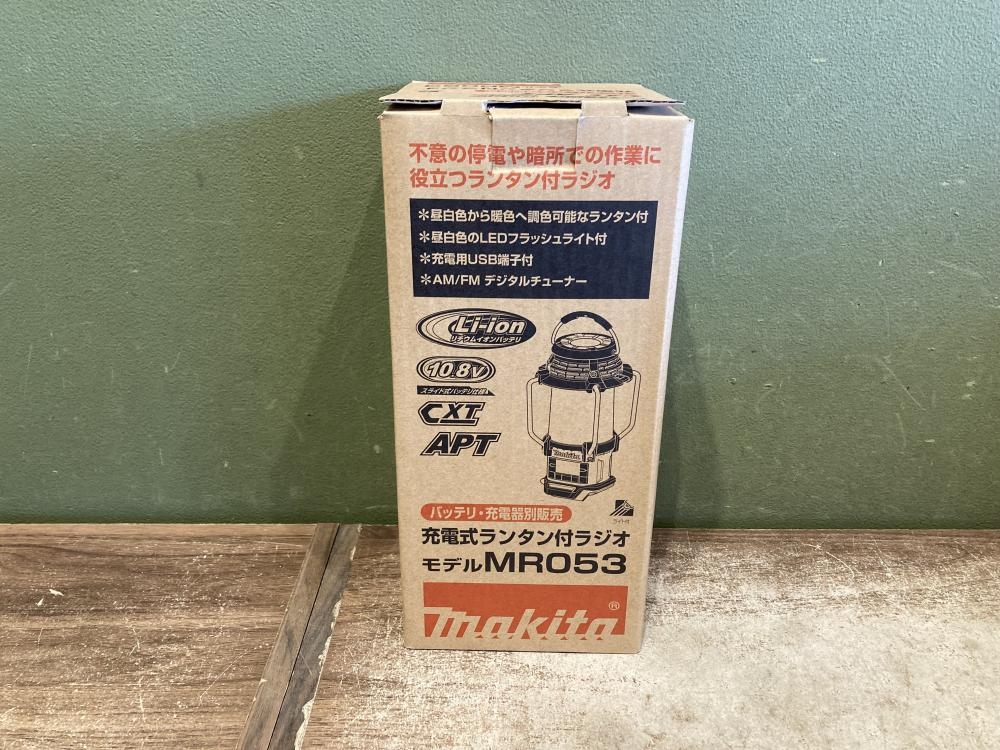 不意の停電や暗所での作業に
役立つランタン付ラジオ
＊昼白色から暖色へ調色可能なランタン付
＊昼白色のLEDフラッシュライト付
＊充電用USB端子付
＊AM/FM デジタルチューナー
Li-ion
リチウムイオンバッテリ
10.8V
スライド式バッテリ仕様
CXT
APT
makita
ライト付
バッテリ・充電器別販売
充電式ランタン付ラジオ
モデルMR053
makita®